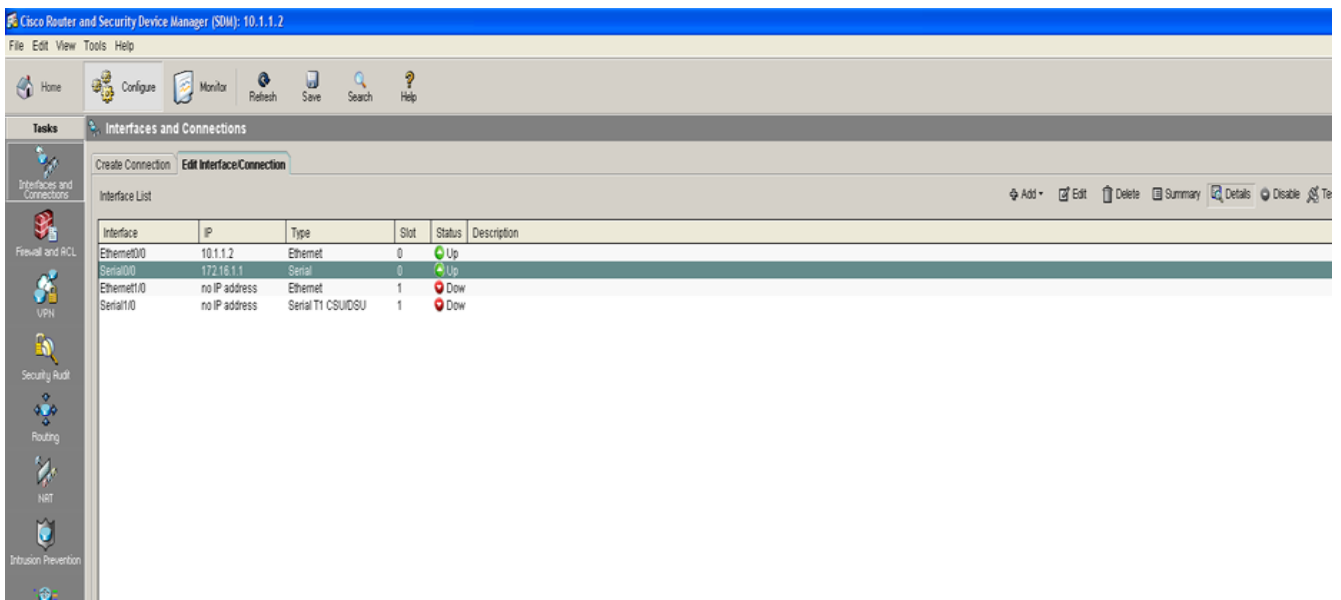 Cisco Router and Security Device Manager (SDM): 10.1.1.2
File Edit View Tools Help
Home Configure Monitor Refresh Save Search Help
Tasks
Interfaces and Connections
Create Connection Edit Interface/Connection
Interfaces and Connections
Interface List
Add Edit Delete Summary Details Disable Te
Interface IP Type Slot Status Description
Ethernet0/0 10.1.1.2 Ethernet 0 Up
Serial0/0 172.16.1.1 Serial 0 Up
Ethernet1/0 no IP address Ethernet 1 Dow
Serial1/0 no IP address Serial T1 CSU/DSU 1 Dow
Firewall and ACL
VPN
Security Audit
Routing
NAT
Intrusion Prevention